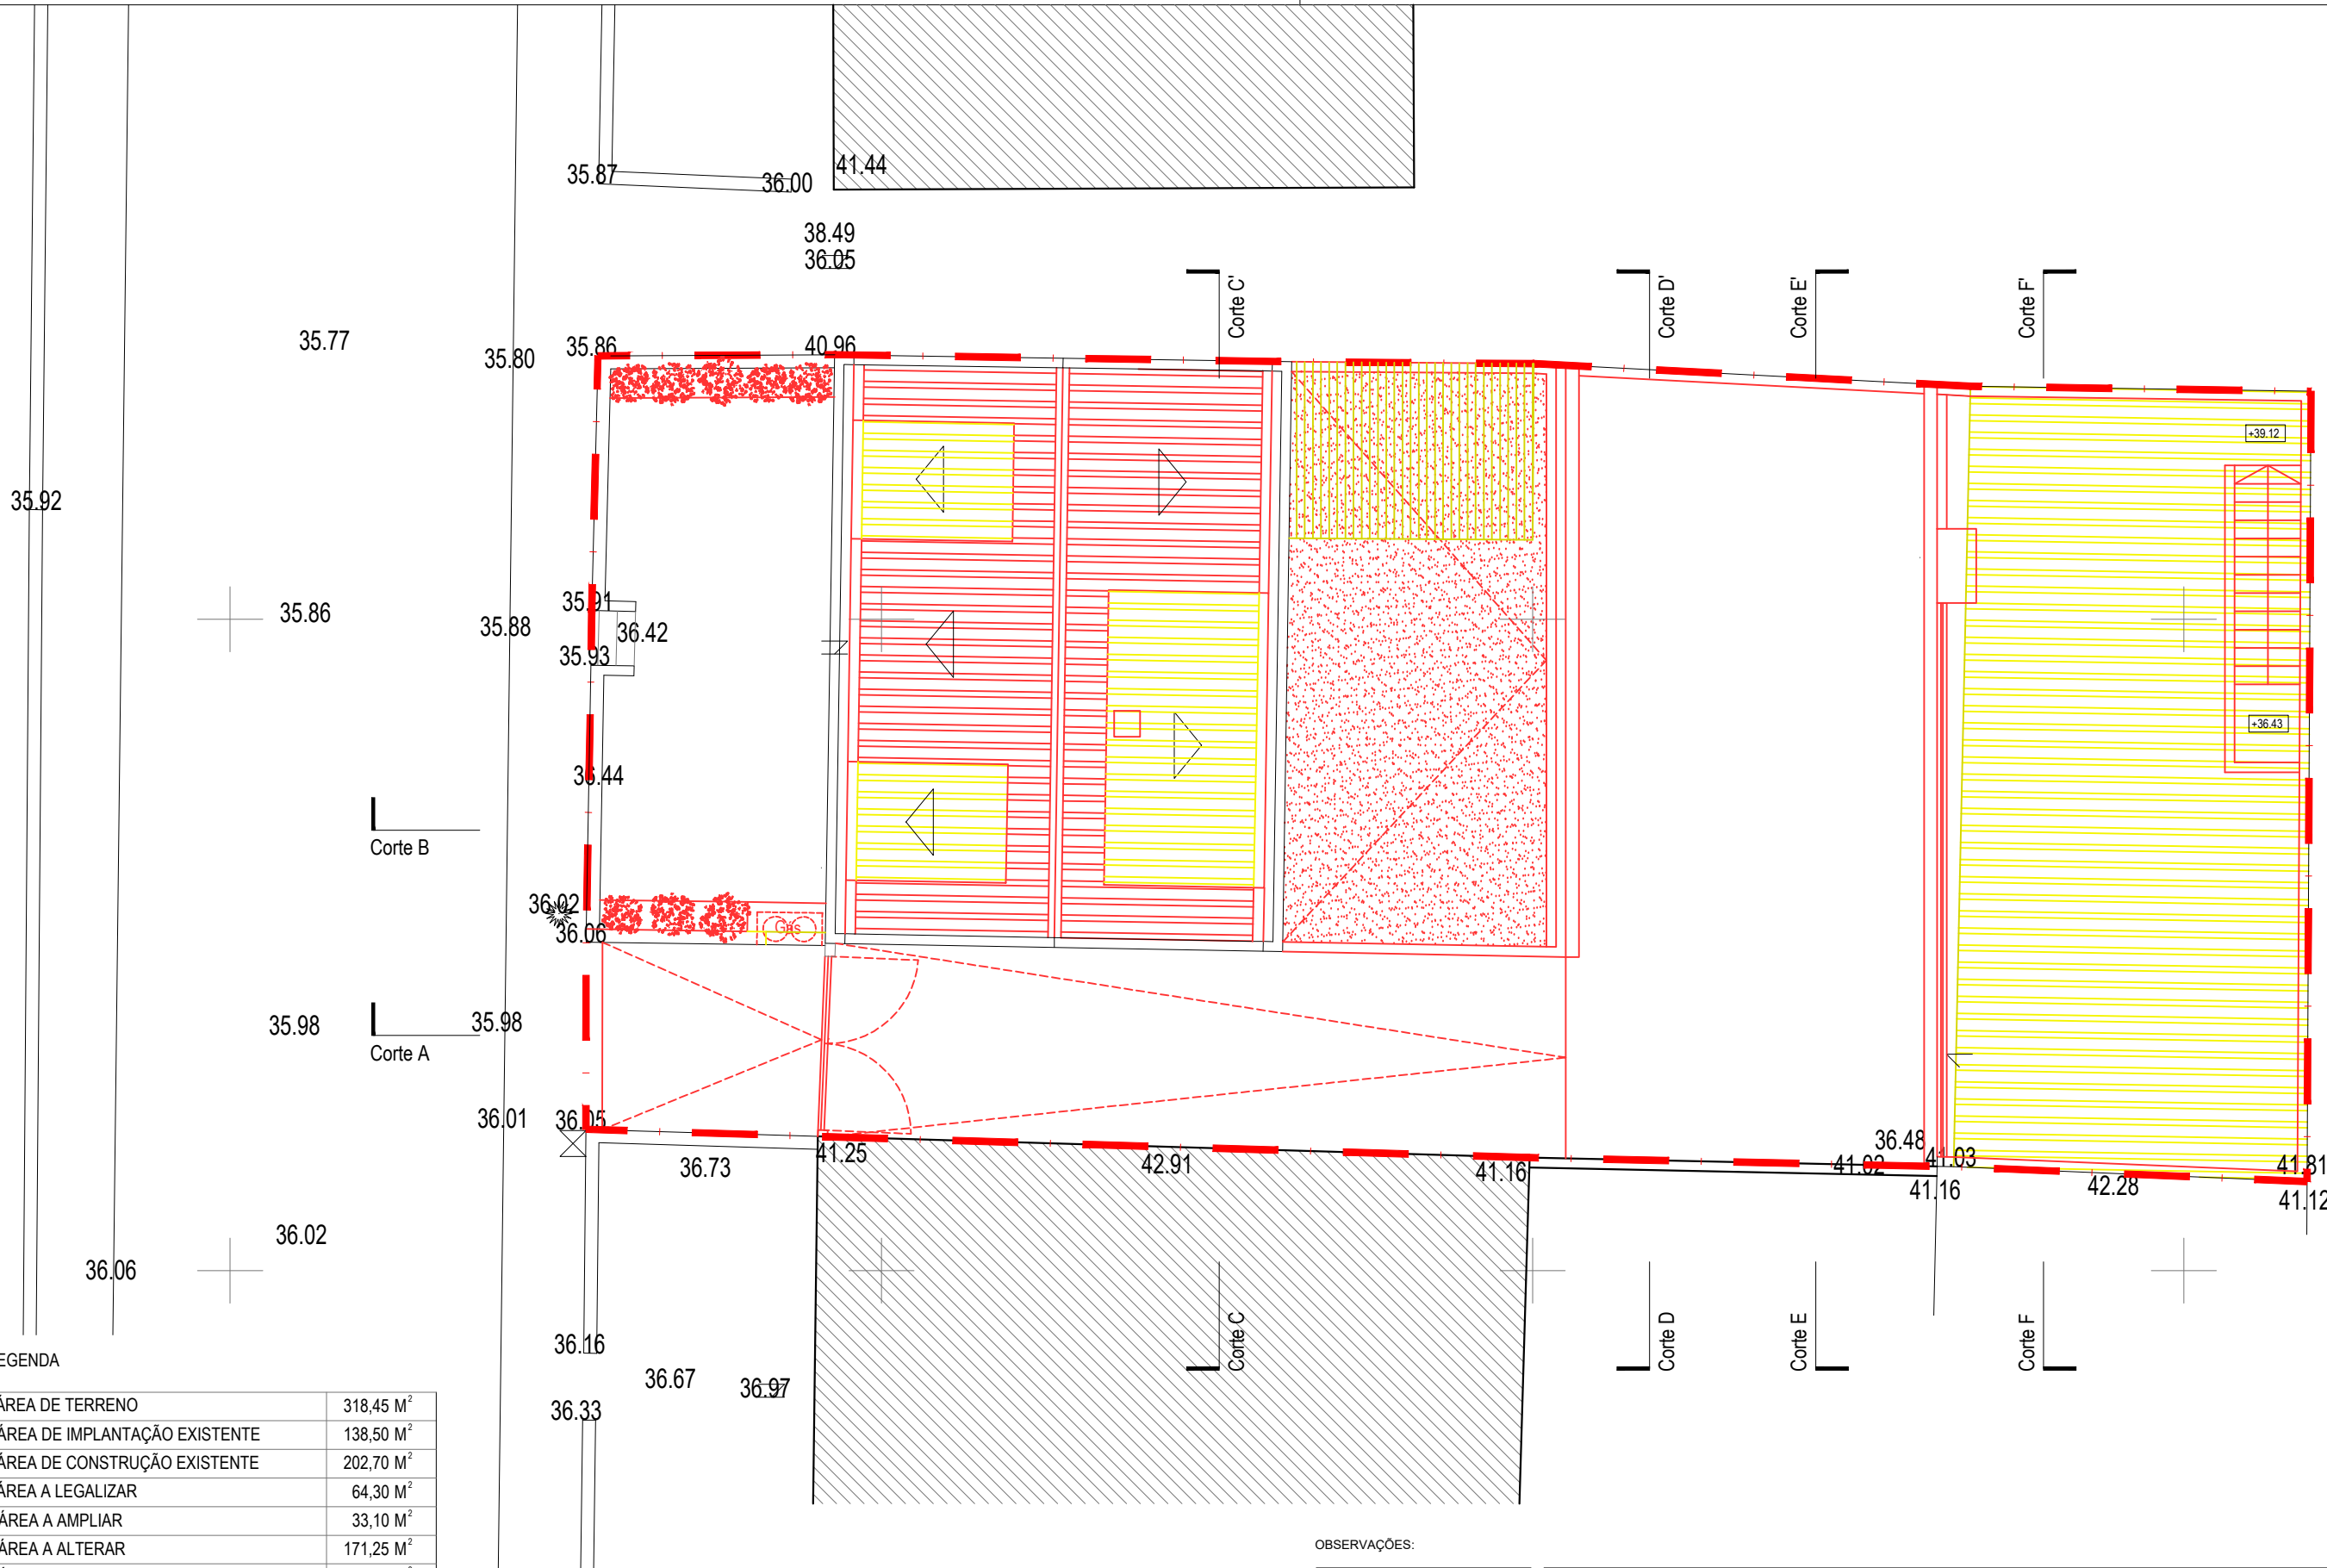 41.44
35.87
36.00
38.49
36.05
Corte C'
Corte D'
Corte E'
Corte F'
35.77
35.80
35.86
40.96
+39.12
35.92
35.86
35.88
35.91
36.42
35.93
+36.43
36.44
Corte B
36.02
36.06
Gás
35.98
35.98
Corte A
36.01
36.05
36.73
41.25
42.91
41.16
36.48
41.02
41.03
41.16
42.28
41.81
41.12
36.02
36.06
Corte C
Corte D
Corte E
Corte F
36.16
36.67
36.97
36.33
EGENDA
ÁREA DE TERRENO 318,45 M²
ÁREA DE IMPLANTAÇÃO EXISTENTE 138,50 M²
ÁREA DE CONSTRUÇÃO EXISTENTE 202,70 M²
ÁREA A LEGALIZAR 64,30 M²
ÁREA A AMPLIAR 33,10 M²
ÁREA A ALTERAR 171,25 M²
OBSERVAÇÕES: